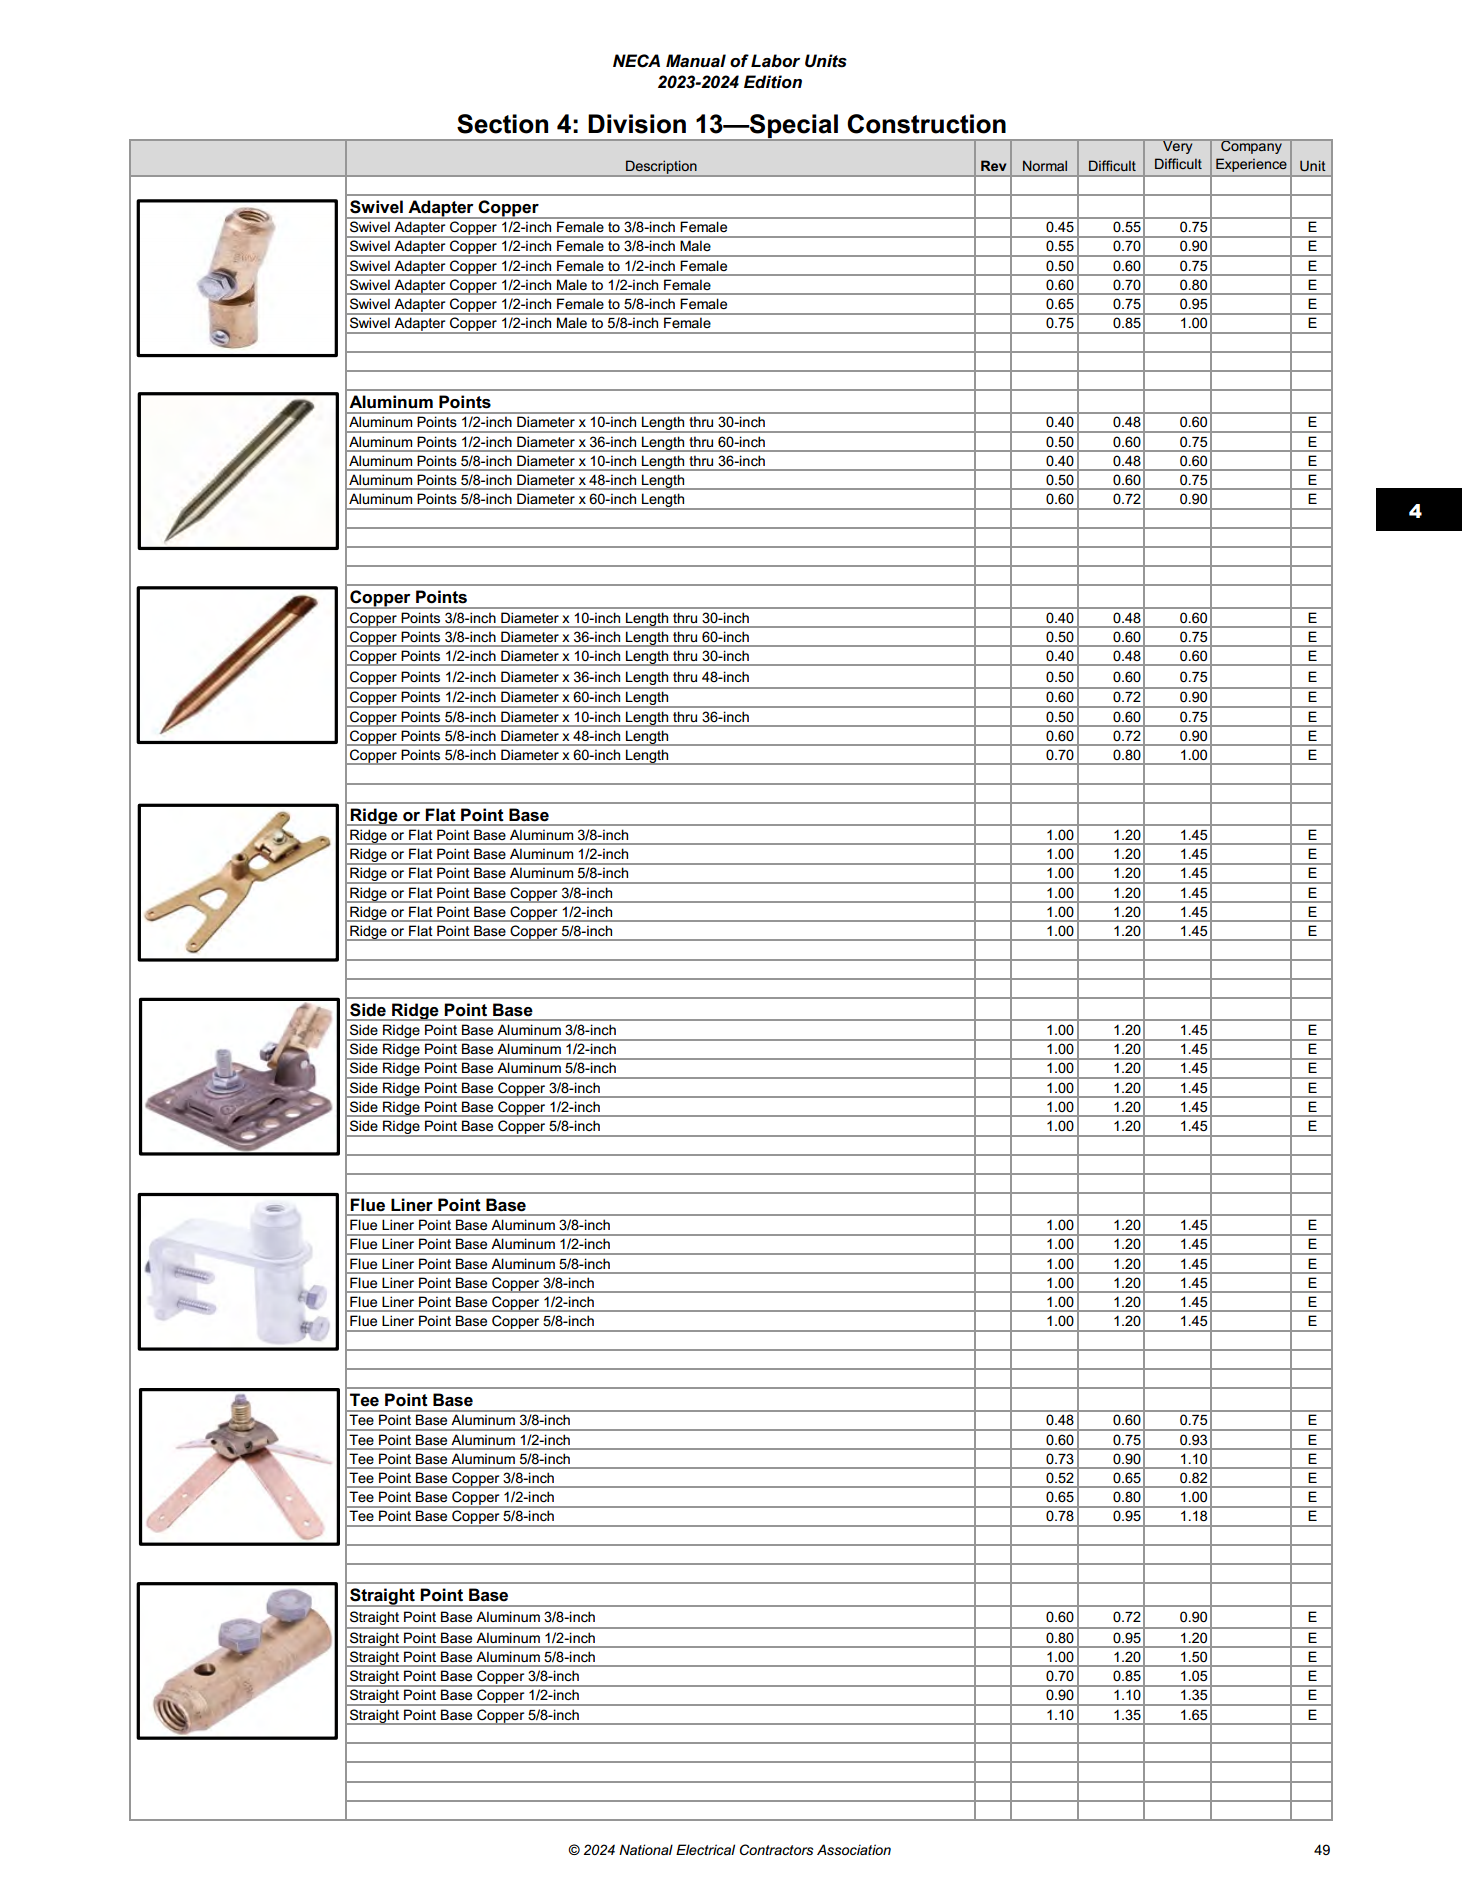 NECA Manual of Labor Units
2023-2024 Edition
Section 4: Division 13—Special Construction
Description Rev Normal Difficult Very Difficult Company Experience Unit
Swivel Adapter Copper
Swivel Adapter Copper 1/2-inch Female to 3/8-inch Female 0.45 0.55 0.75 E
Swivel Adapter Copper 1/2-inch Female to 3/8-inch Male 0.55 0.70 0.90 E
Swivel Adapter Copper 1/2-inch Female to 1/2-inch Female 0.50 0.60 0.75 E
Swivel Adapter Copper 1/2-inch Male to 1/2-inch Female 0.60 0.70 0.80 E
Swivel Adapter Copper 1/2-inch Female to 5/8-inch Female 0.65 0.75 0.95 E
Swivel Adapter Copper 1/2-inch Male to 5/8-inch Female 0.75 0.85 1.00 E
Aluminum Points
Aluminum Points 1/2-inch Diameter x 10-inch Length thru 30-inch 0.40 0.48 0.60 E
Aluminum Points 1/2-inch Diameter x 36-inch Length thru 60-inch 0.50 0.60 0.75 E
Aluminum Points 5/8-inch Diameter x 10-inch Length thru 36-inch 0.40 0.48 0.60 E
Aluminum Points 5/8-inch Diameter x 48-inch Length 0.50 0.60 0.75 E
Aluminum Points 5/8-inch Diameter x 60-inch Length 0.60 0.72 0.90 E
4
Copper Points
Copper Points 3/8-inch Diameter x 10-inch Length thru 30-inch 0.40 0.48 0.60 E
Copper Points 3/8-inch Diameter x 36-inch Length thru 60-inch 0.50 0.60 0.75 E
Copper Points 1/2-inch Diameter x 10-inch Length thru 30-inch 0.40 0.48 0.60 E
Copper Points 1/2-inch Diameter x 36-inch Length thru 48-inch 0.50 0.60 0.75 E
Copper Points 1/2-inch Diameter x 60-inch Length 0.60 0.72 0.90 E
Copper Points 5/8-inch Diameter x 10-inch Length thru 36-inch 0.50 0.60 0.75 E
Copper Points 5/8-inch Diameter x 48-inch Length 0.60 0.72 0.90 E
Copper Points 5/8-inch Diameter x 60-inch Length 0.70 0.80 1.00 E
Ridge or Flat Point Base
Ridge or Flat Point Base Aluminum 3/8-inch 1.00 1.20 1.45 E
Ridge or Flat Point Base Aluminum 1/2-inch 1.00 1.20 1.45 E
Ridge or Flat Point Base Aluminum 5/8-inch 1.00 1.20 1.45 E
Ridge or Flat Point Base Copper 3/8-inch 1.00 1.20 1.45 E
Ridge or Flat Point Base Copper 1/2-inch 1.00 1.20 1.45 E
Ridge or Flat Point Base Copper 5/8-inch 1.00 1.20 1.45 E
Side Ridge Point Base
Side Ridge Point Base Aluminum 3/8-inch 1.00 1.20 1.45 E
Side Ridge Point Base Aluminum 1/2-inch 1.00 1.20 1.45 E
Side Ridge Point Base Aluminum 5/8-inch 1.00 1.20 1.45 E
Side Ridge Point Base Copper 3/8-inch 1.00 1.20 1.45 E
Side Ridge Point Base Copper 1/2-inch 1.00 1.20 1.45 E
Side Ridge Point Base Copper 5/8-inch 1.00 1.20 1.45 E
Flue Liner Point Base
Flue Liner Point Base Aluminum 3/8-inch 1.00 1.20 1.45 E
Flue Liner Point Base Aluminum 1/2-inch 1.00 1.20 1.45 E
Flue Liner Point Base Aluminum 5/8-inch 1.00 1.20 1.45 E
Flue Liner Point Base Copper 3/8-inch 1.00 1.20 1.45 E
Flue Liner Point Base Copper 1/2-inch 1.00 1.20 1.45 E
Flue Liner Point Base Copper 5/8-inch 1.00 1.20 1.45 E
Tee Point Base
Tee Point Base Aluminum 3/8-inch 0.48 0.60 0.75 E
Tee Point Base Aluminum 1/2-inch 0.60 0.75 0.93 E
Tee Point Base Aluminum 5/8-inch 0.73 0.90 1.10 E
Tee Point Base Copper 3/8-inch 0.52 0.65 0.82 E
Tee Point Base Copper 1/2-inch 0.65 0.80 1.00 E
Tee Point Base Copper 5/8-inch 0.78 0.95 1.18 E
Straight Point Base
Straight Point Base Aluminum 3/8-inch 0.60 0.72 0.90 E
Straight Point Base Aluminum 1/2-inch 0.80 0.95 1.20 E
Straight Point Base Aluminum 5/8-inch 1.00 1.20 1.50 E
Straight Point Base Copper 3/8-inch 0.70 0.85 1.05 E
Straight Point Base Copper 1/2-inch 0.90 1.10 1.35 E
Straight Point Base Copper 5/8-inch 1.10 1.35 1.65 E
© 2024 National Electrical Contractors Association 49